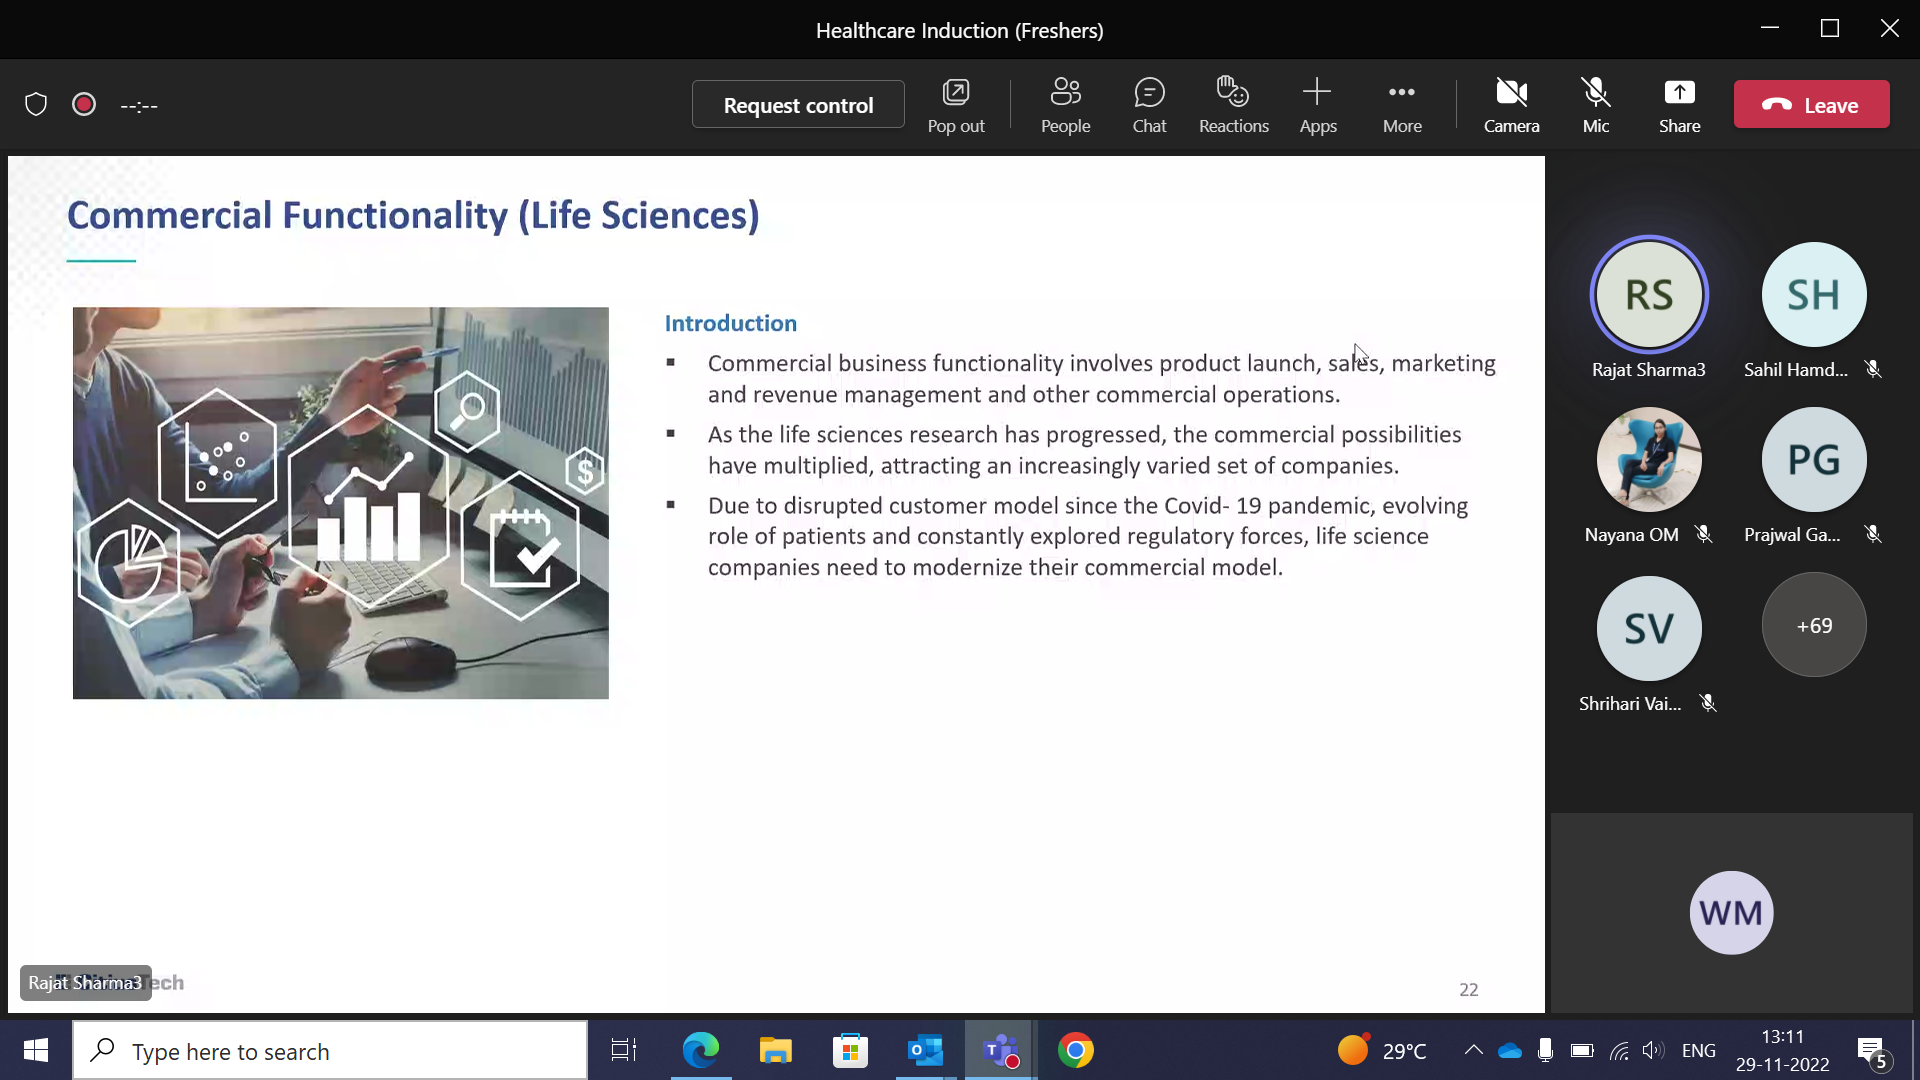 Healthcare Induction (Freshers)
--:--
Request control
Pop out
People
Chat
Reactions
Apps
More
Camera
Mic
Share
Leave
Commercial Functionality (Life Sciences)
$
Introduction
▪ Commercial business functionality involves product launch, sales, marketing
and revenue management and other commercial operations.
▪ As the life sciences research has progressed, the commercial possibilities
have multiplied, attracting an increasingly varied set of companies.
▪ Due to disrupted customer model since the Covid- 19 pandemic, evolving
role of patients and constantly explored regulatory forces, life science
companies need to modernize their commercial model.
Rajat Sharma3
Tech
22
RS
SH
Rajat Sharma3
Sahil Hamd...
PG
Nayana OM
Prajwal Ga...
SV
+69
Shrihari Vai...
WM
Type here to search
29°C
ENG
13:11
29-11-2022
5